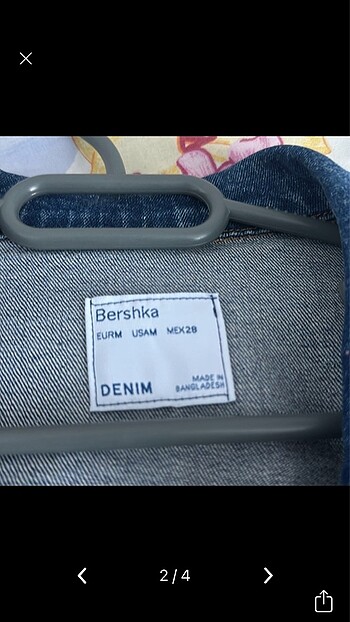 Bershka
EURM USAM MEX28
DENIM
MADE IN
BANGLADESH
2/4